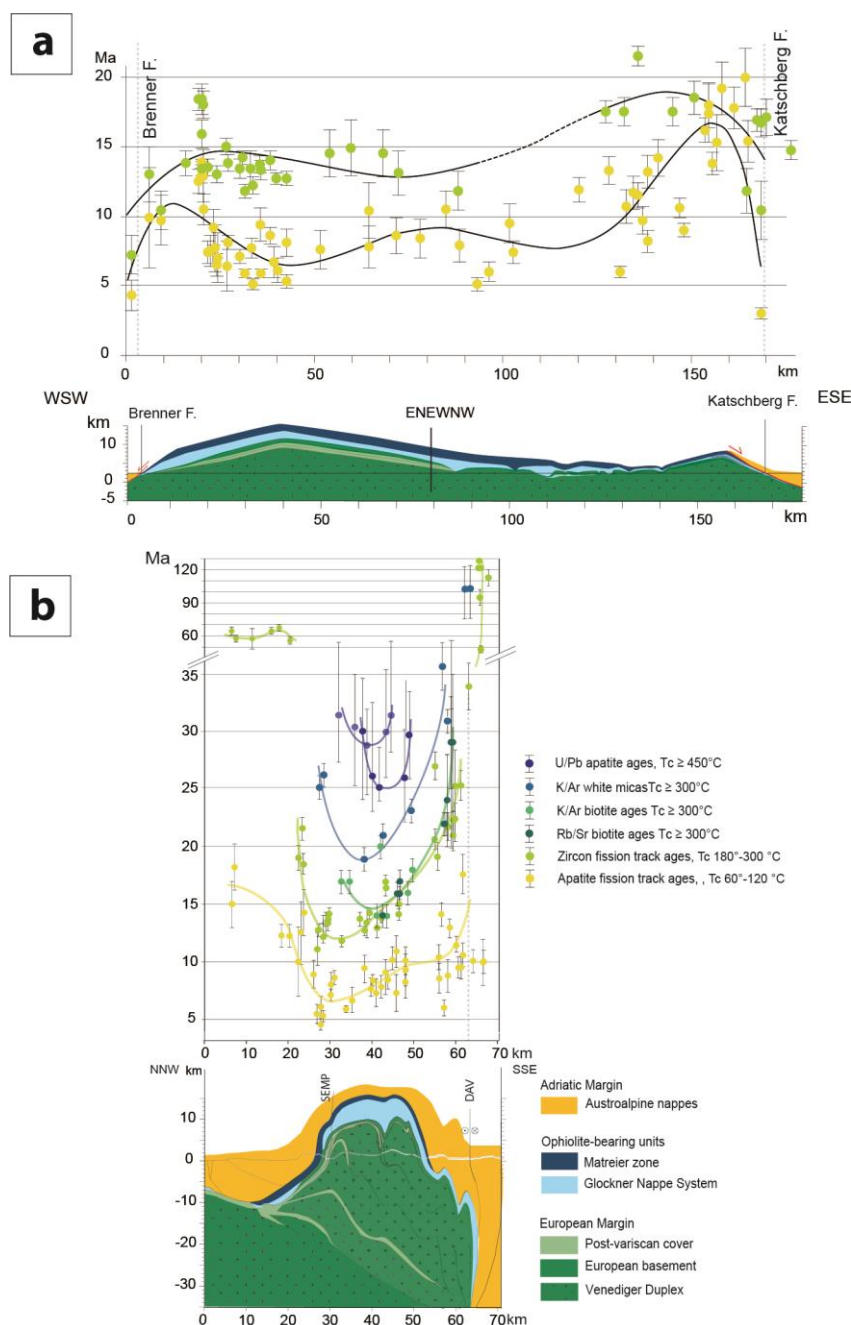 a
Ma
Brenner F.
Katschberg F.
20
15
10
5
0
0 50 100 150 km
WSW
ESE
km
Brenner F.
ENEWNW
Katschberg F.
10
0
-5
0 50 100 150 km
b
Ma
120
90
60
35
30
25
20
15
10
5
0 10 20 30 40 50 60 70 km
U/Pb apatite ages, Tc ≥ 450°C
K/Ar white micasTc ≥ 300°C
K/Ar biotite ages Tc ≥ 300°C
Rb/Sr biotite ages Tc ≥ 300°C
Zircon fission track ages, Tc 180°-300 °C
Apatite fission track ages, , Tc 60°-120 °C
NNW
km
SEMP
DAV
SSE
10
0
-10
-20
-30
0 10 20 30 40 50 60 70 km
Adriatic Margin
Austroalpine nappes
Ophiolite-bearing units
Matreier zone
Glockner Nappe System
European Margin
Post-variscan cover
European basement
Venediger Duplex